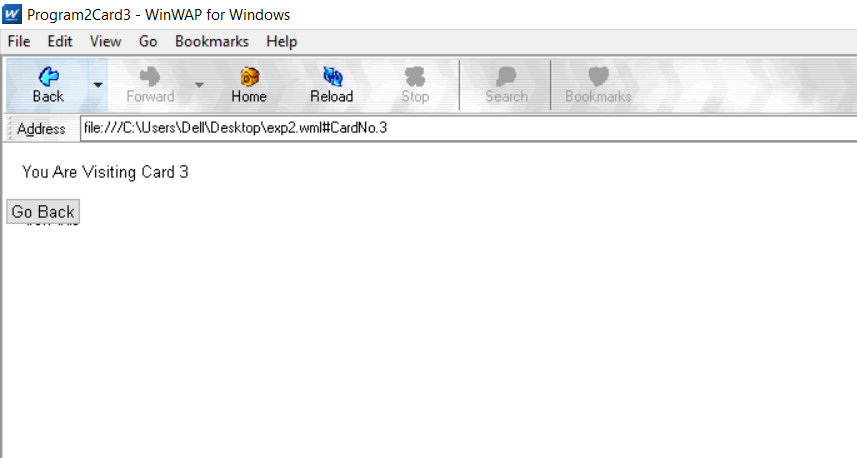 Program2Card3 - WinWAP for Windows
File Edit View Go Bookmarks Help
Back Forward Home Reload Stop Search Bookmarks
Address file:///C:\Users\Dell\Desktop\exp2.wml#CardNo.3
You Are Visiting Card 3
Go Back